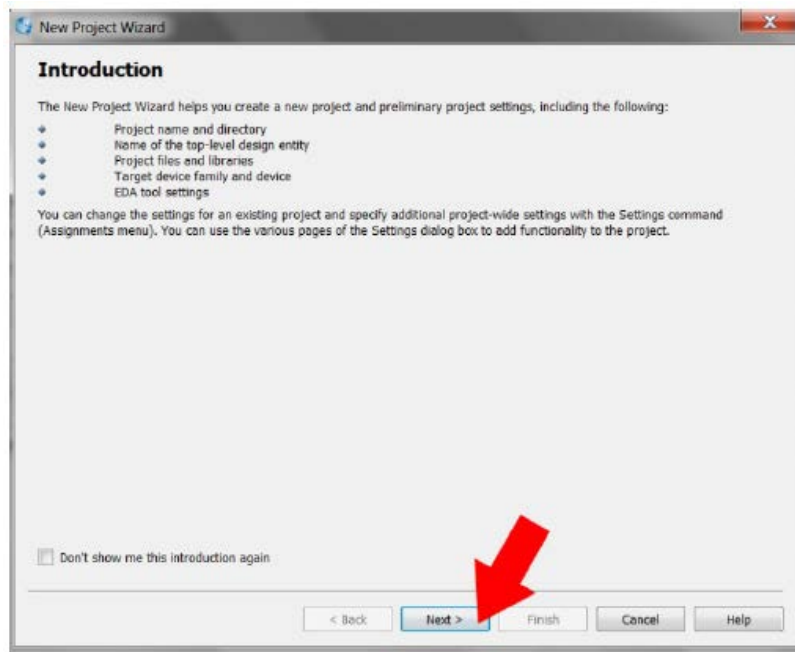 New Project Wizard
X
Introduction
The New Project Wizard helps you create a new project and preliminary project settings, including the following:
Project name and directory
Name of the top-level design entity
Project files and libraries
Target device family and device
EDA tool settings
You can change the settings for an existing project and specify additional project-wide settings with the Settings command
(Assignments menu). You can use the various pages of the Settings dialog box to add functionality to the project.
Don't show me this introduction again
< Back Next > Finish Cancel Help